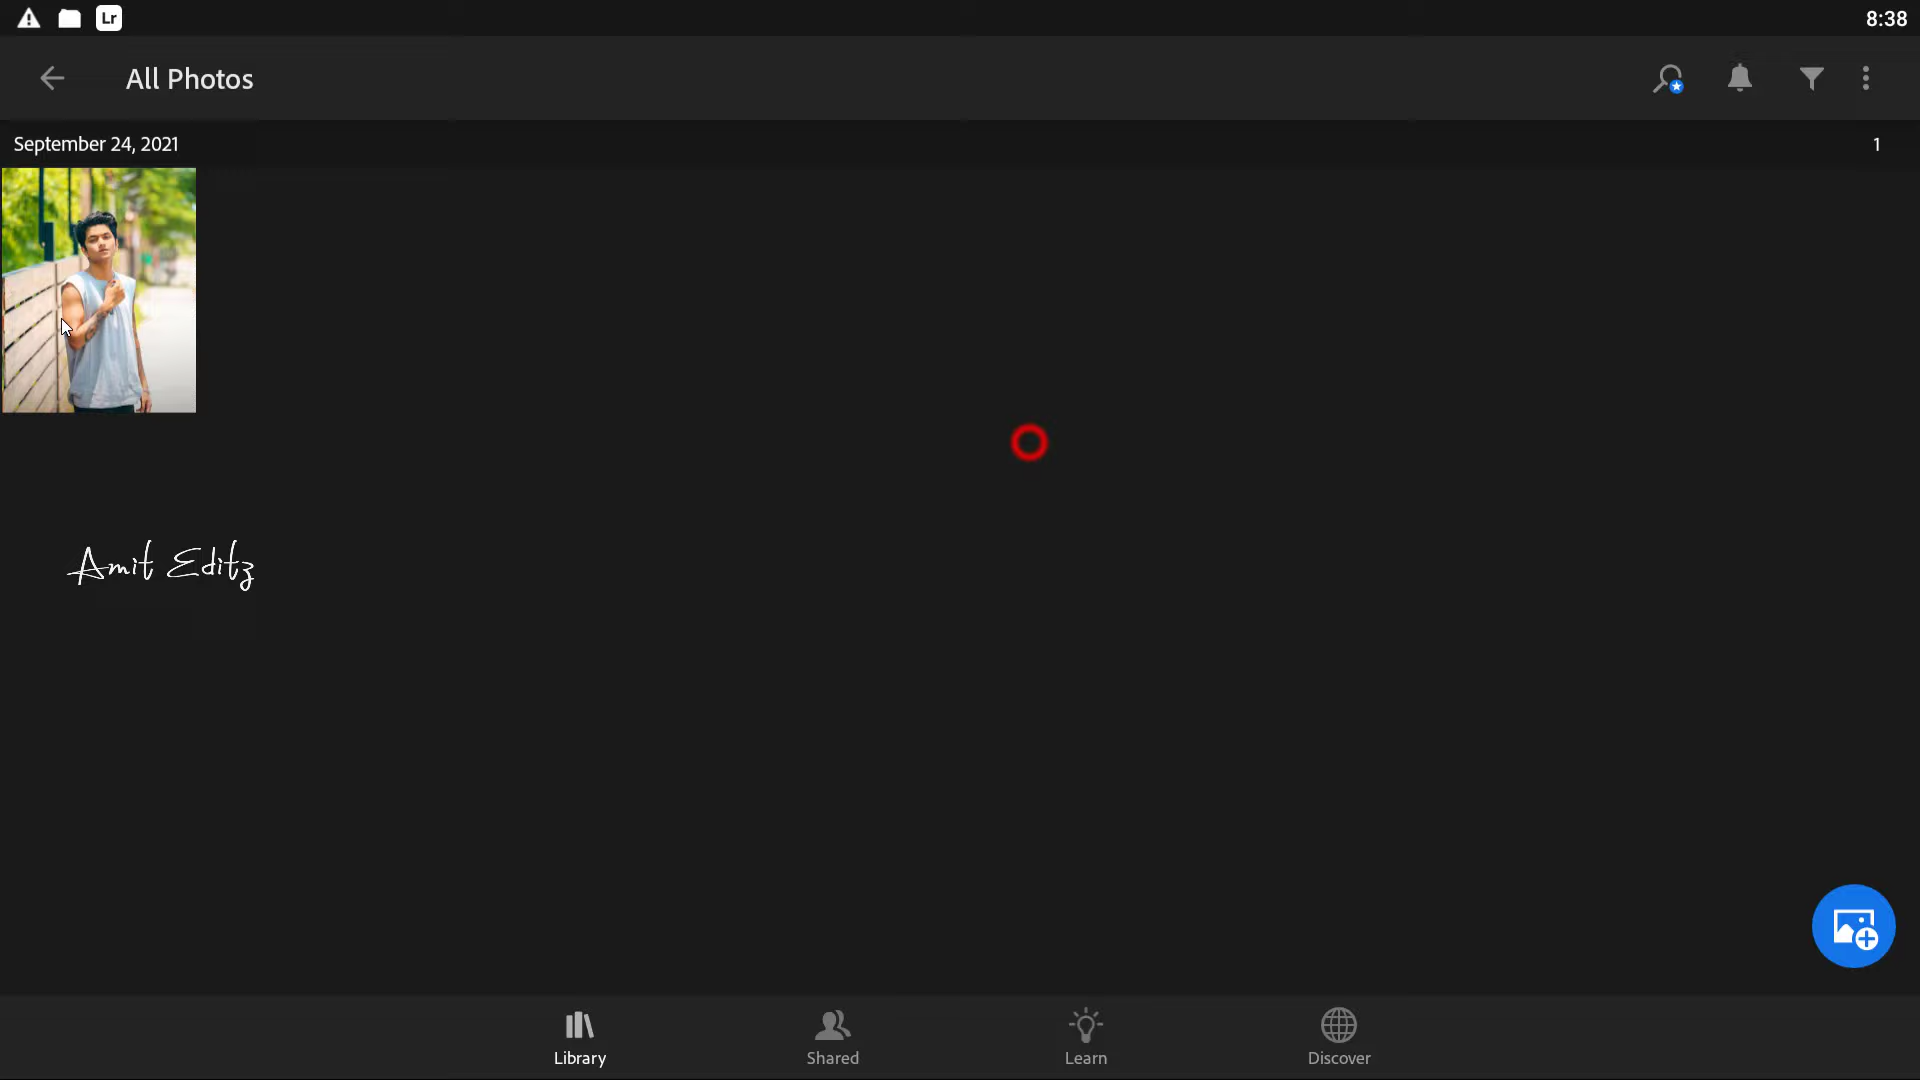 Lr 8:38
All Photos
September 24, 2021 1
Amit Editz
Library Shared Learn Discover